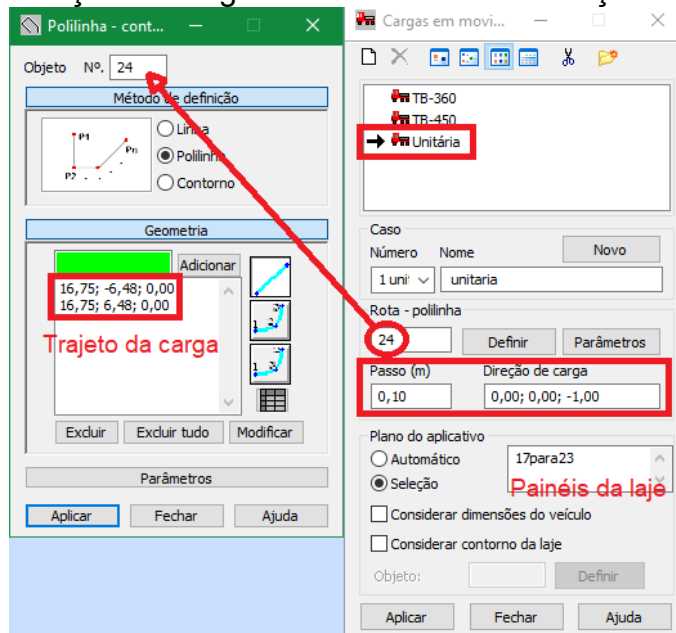 Polilinha - cont...
Objeto Nº. 24
Método de definição
P1
P2
Pn
Linha
Polilinha
Contorno
Geometria
Adicionar
16,75; -6,48; 0,00
16,75; 6,48; 0,00
Trajeto da carga
Excluir Excluir tudo Modificar
Parâmetros
Aplicar Fechar Ajuda
Cargas em movi...
TB-360
TB-450
Unitária
Caso
Número Nome Novo
1 unit unitaria
Rota - polilinha
24 Definir Parâmetros
Passo (m) Direção de carga
0,10 0,00; 0,00; -1,00
Plano do aplicativo
Automático 17para23
Seleção Painéis da laje
Considerar dimensões do veículo
Considerar contorno da laje
Objeto: Definir
Aplicar Fechar Ajuda